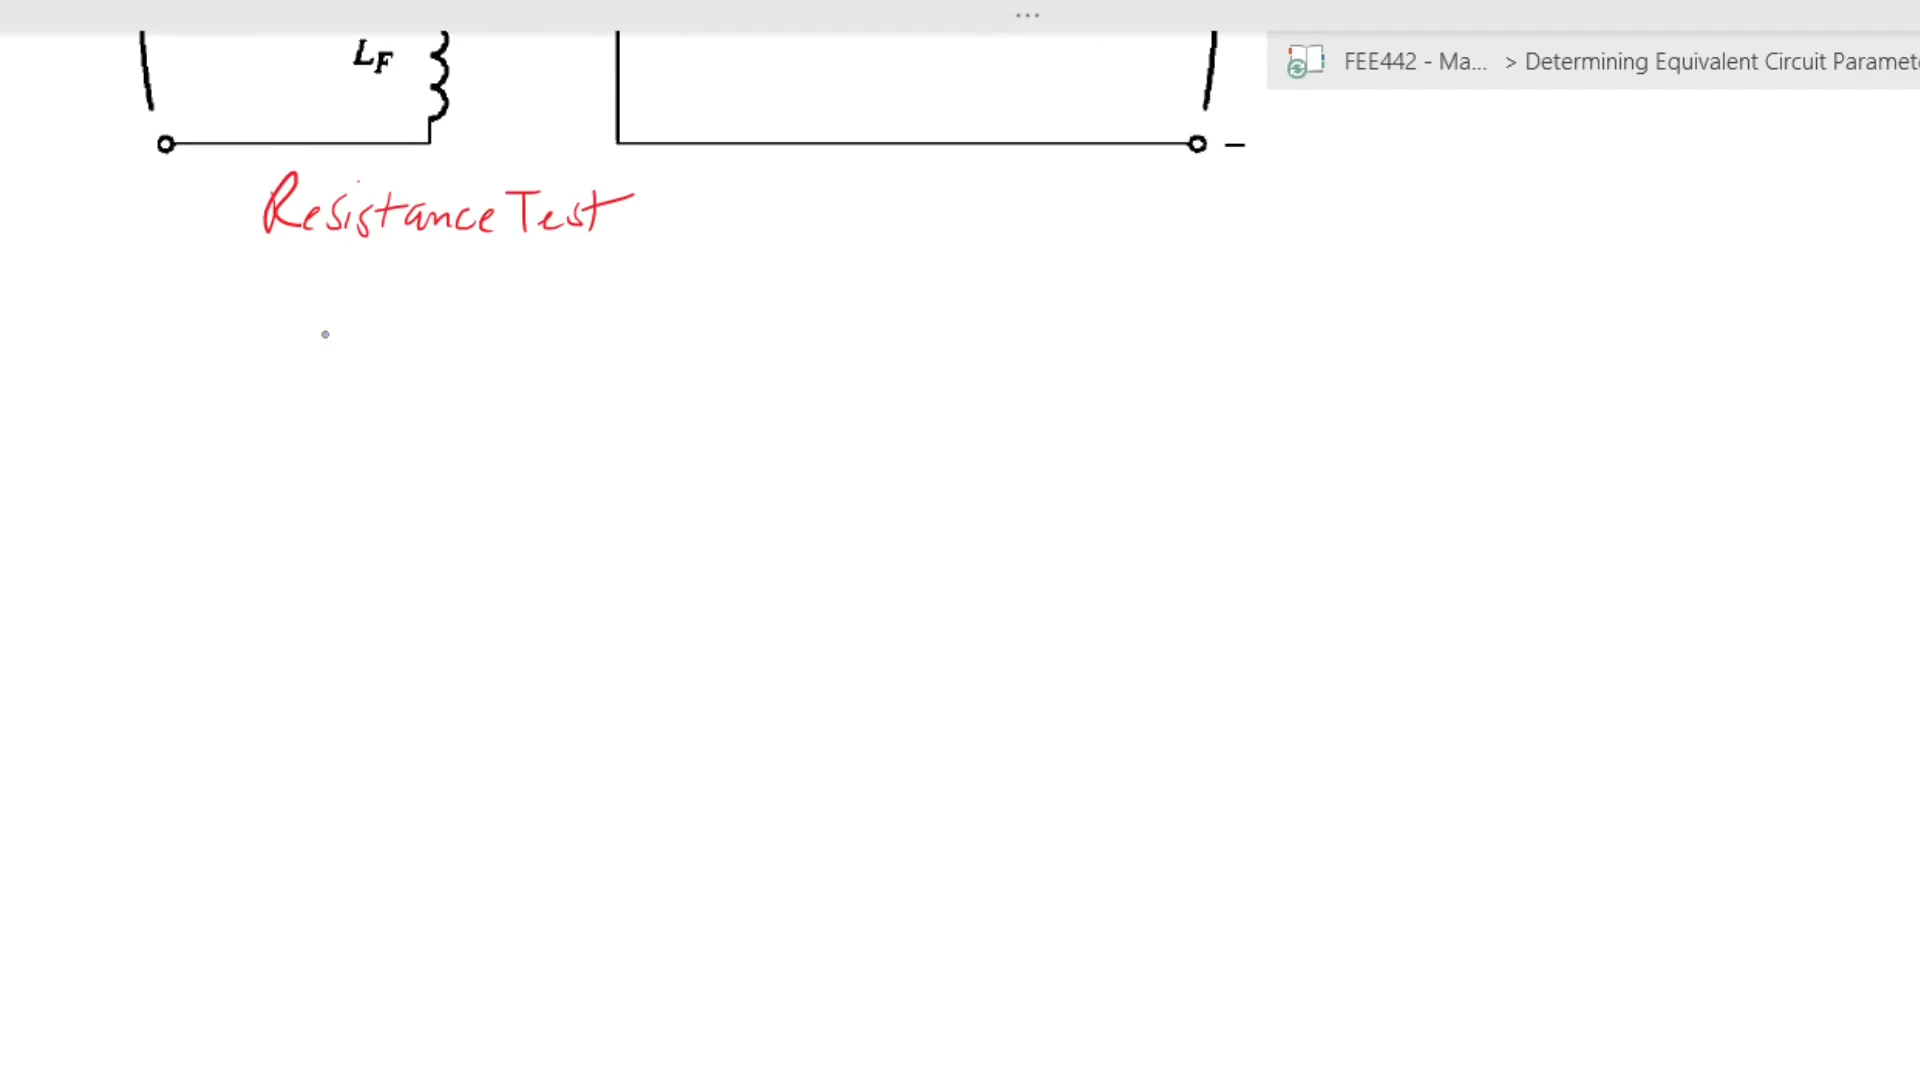 ...
L_F
FEE442 - Ma... > Determining Equivalent Circuit Paramet
–
Resistance Test